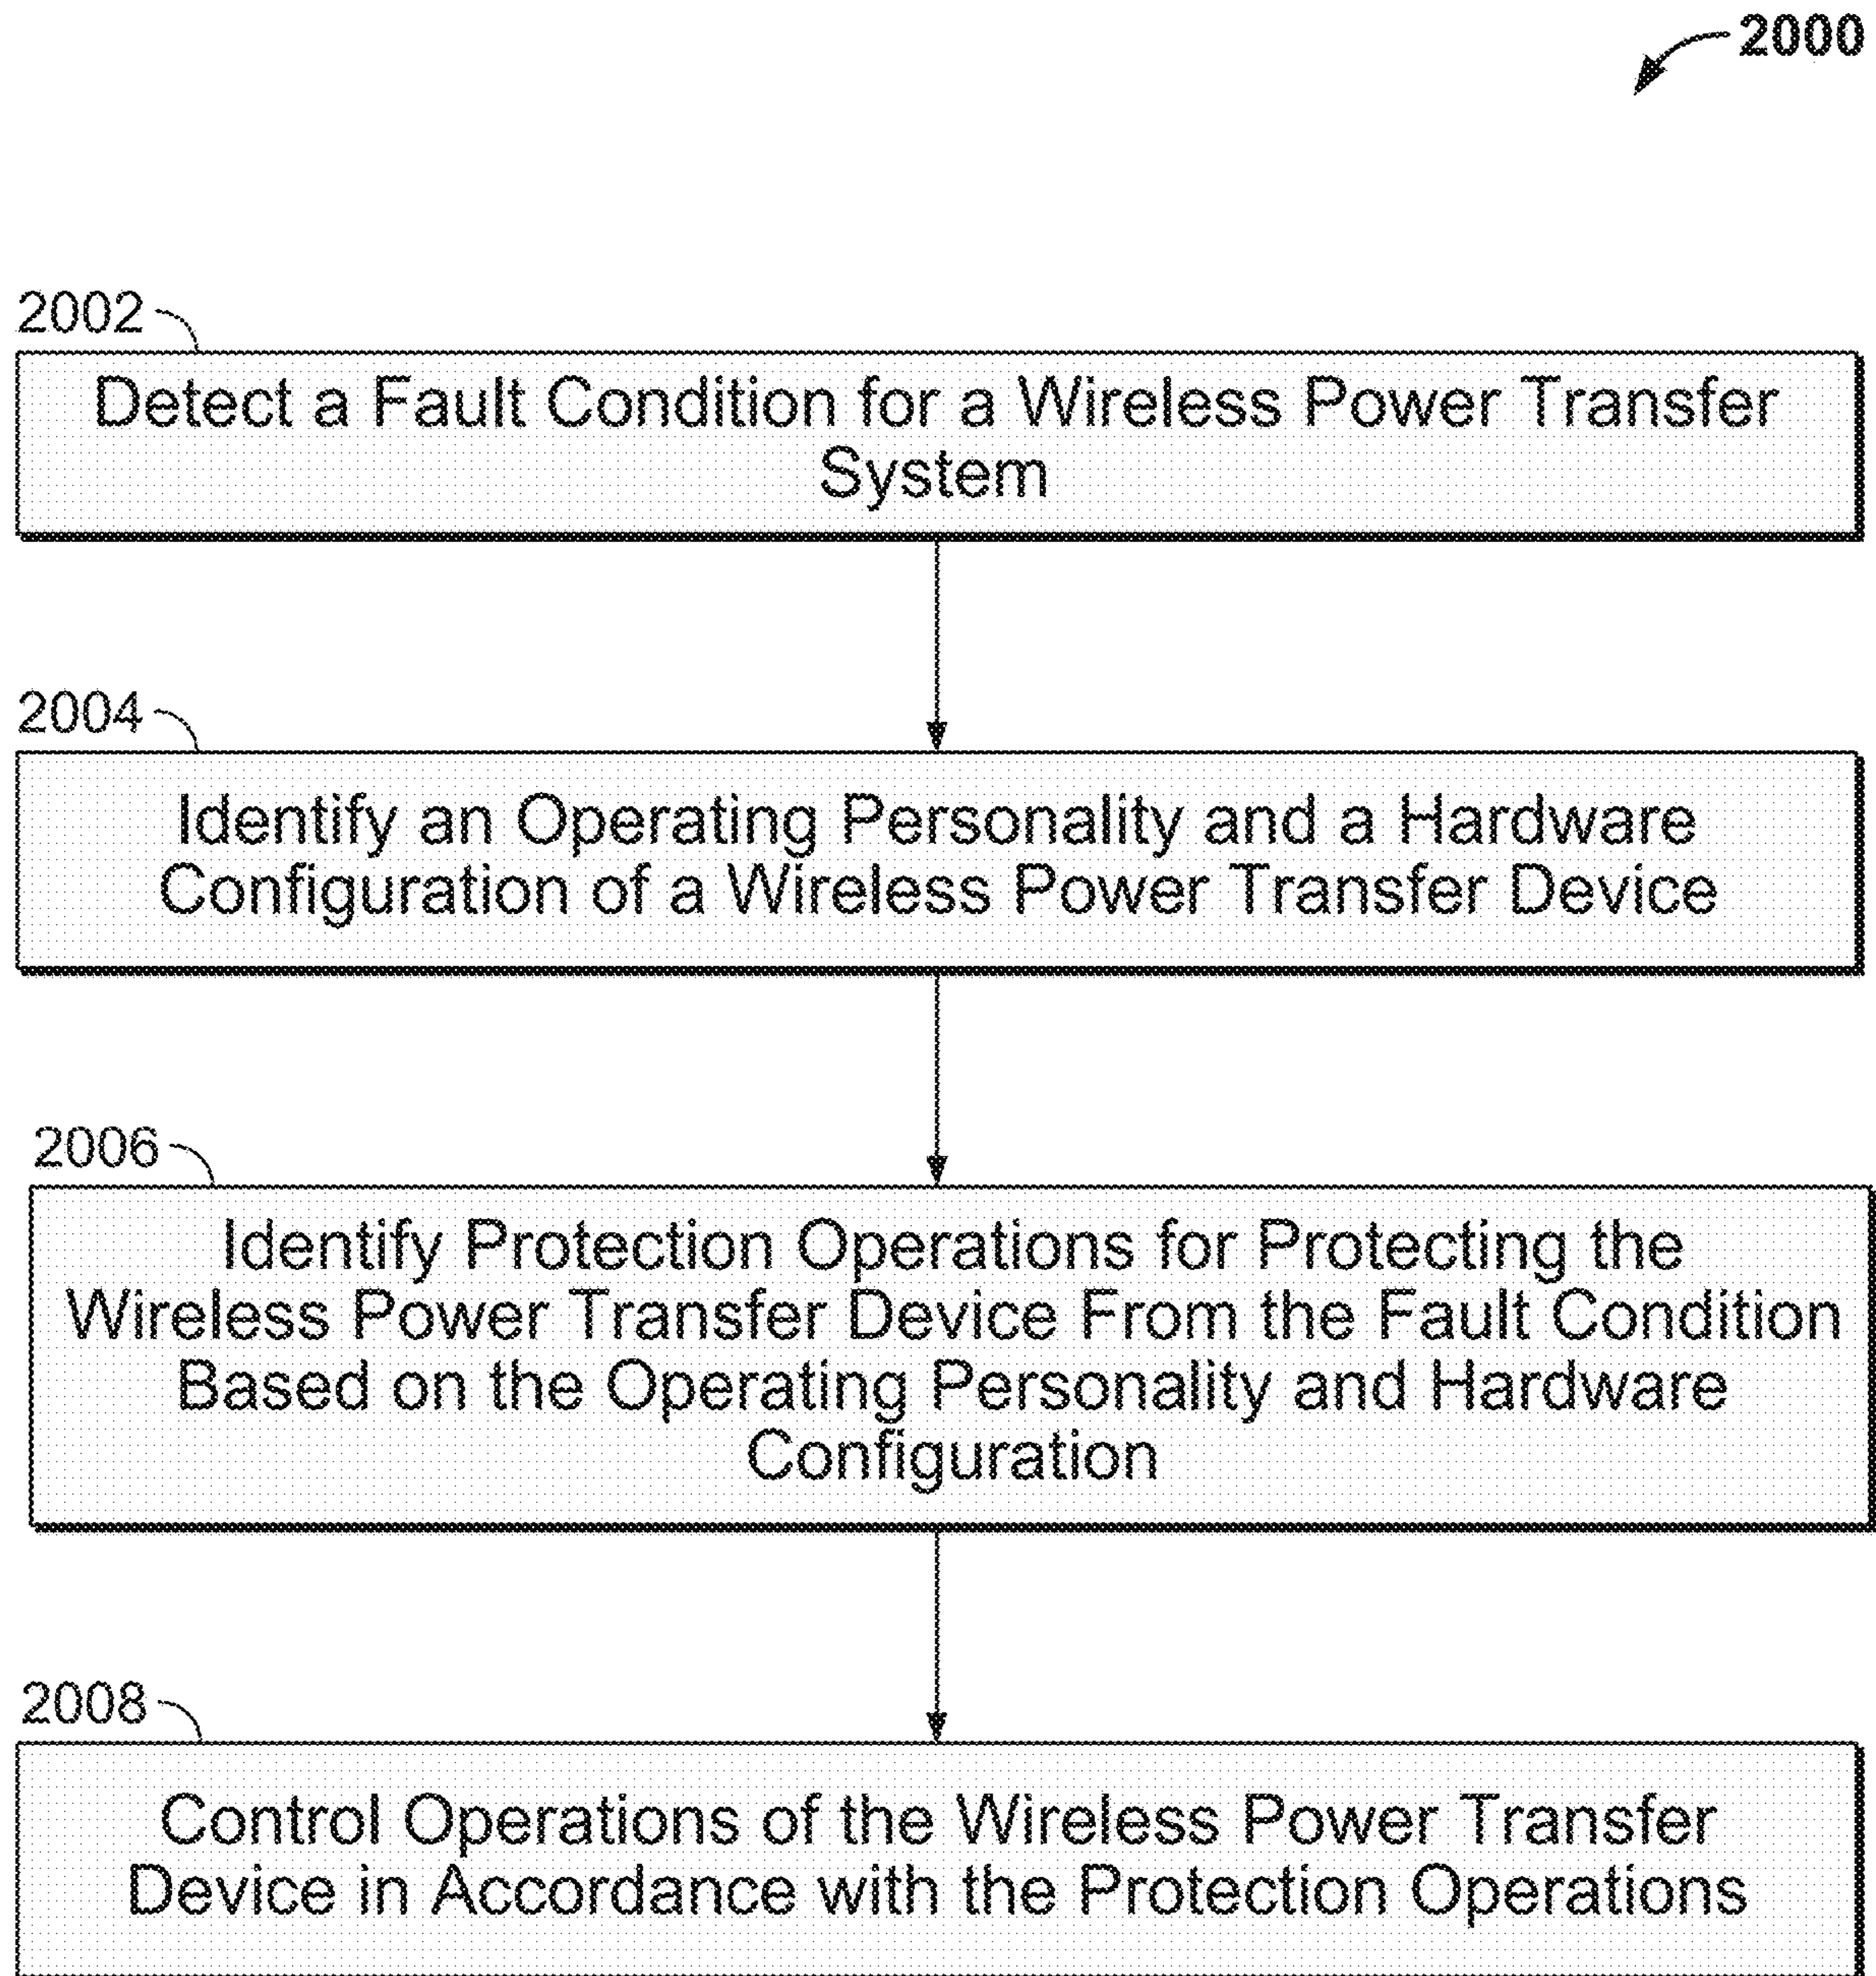 2000
2002
Detect a Fault Condition for a Wireless Power Transfer
System
2004
Identify an Operating Personality and a Hardware
Configuration of a Wireless Power Transfer Device
2006
Identify Protection Operations for Protecting the
Wireless Power Transfer Device From the Fault Condition
Based on the Operating Personality and Hardware
Configuration
2008
Control Operations of the Wireless Power Transfer
Device in Accordance with the Protection Operations